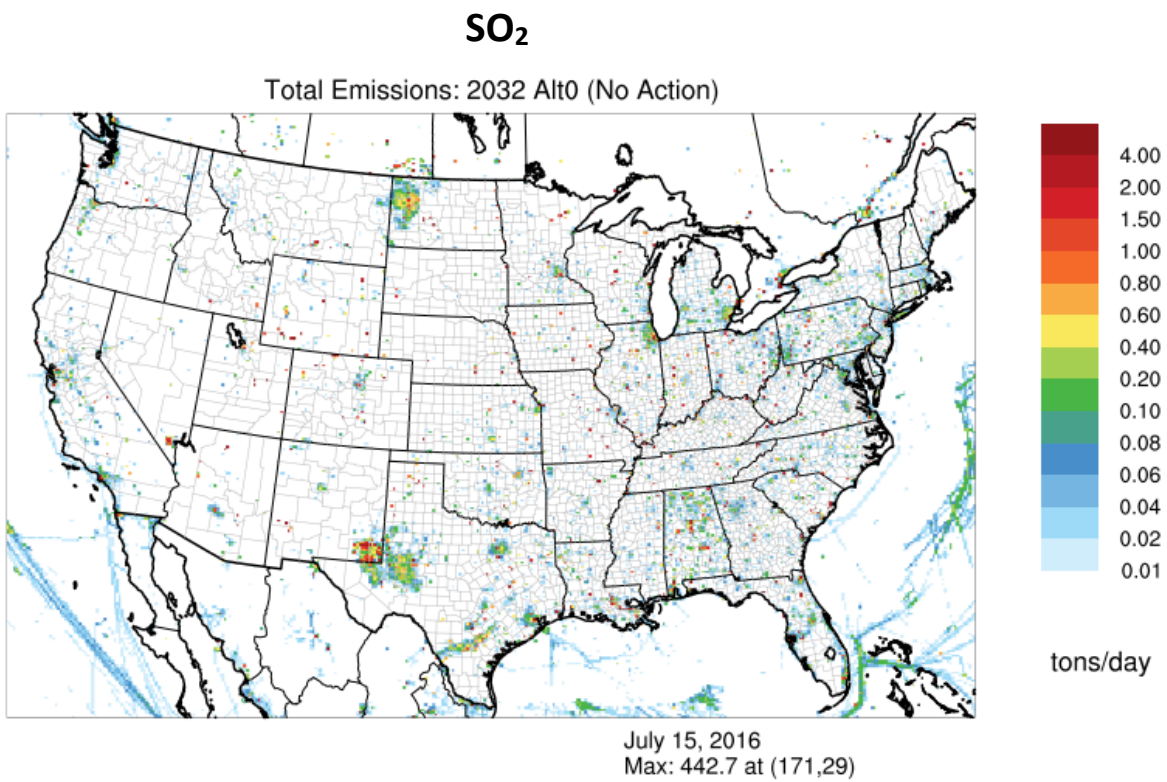 SO₂
Total Emissions: 2032 Alt0 (No Action)
4.00
2.00
1.50
1.00
0.80
0.60
0.40
0.20
0.10
0.08
0.06
0.04
0.02
0.01
tons/day
July 15, 2016
Max: 442.7 at (171,29)